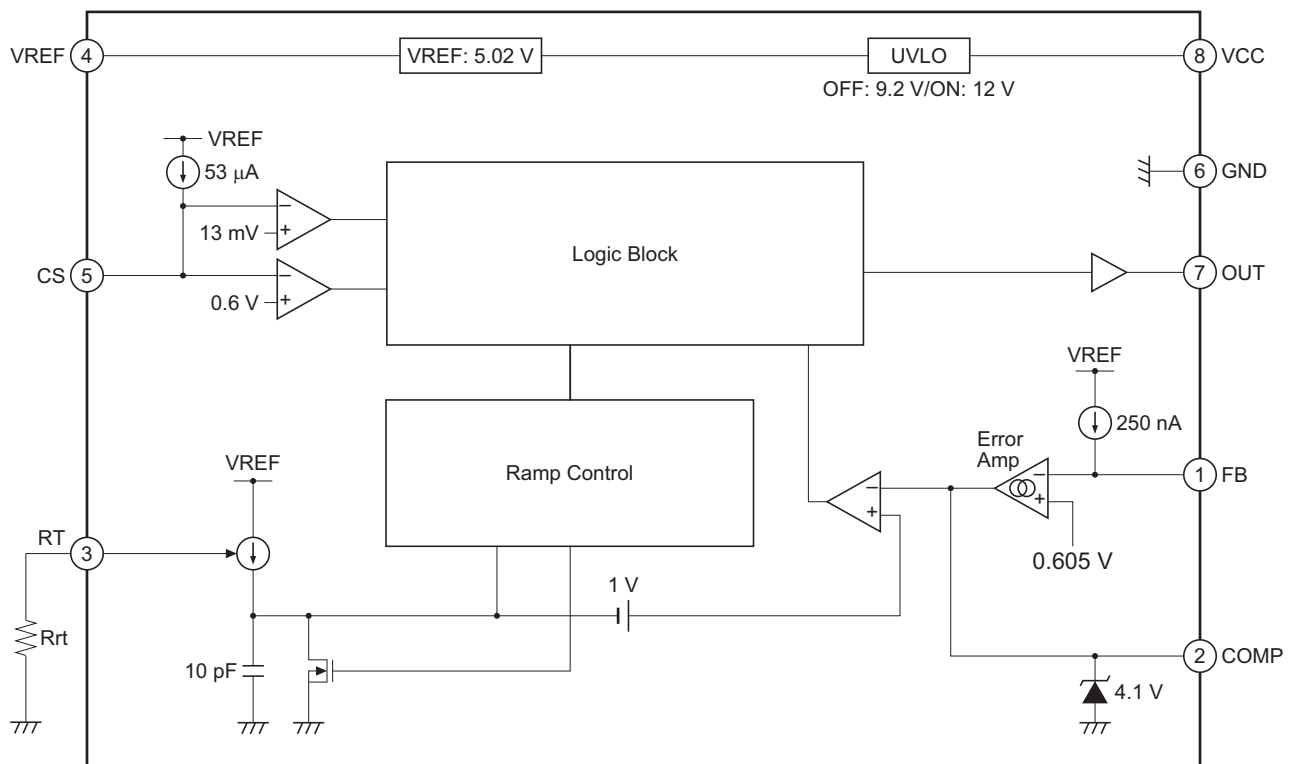 VREF 4 VREF: 5.02 V UVLO 8 VCC
OFF: 9.2 V/ON: 12 V
VREF
53 μA
6 GND
−
13 mV +
Logic Block
CS 5
−
0.6 V +
7 OUT
VREF
250 nA
Error
Amp
Ramp Control
VREF
−
+
−
+
1 FB
RT
3
0.605 V
1 V
Rrt
10 pF
2 COMP
4.1 V